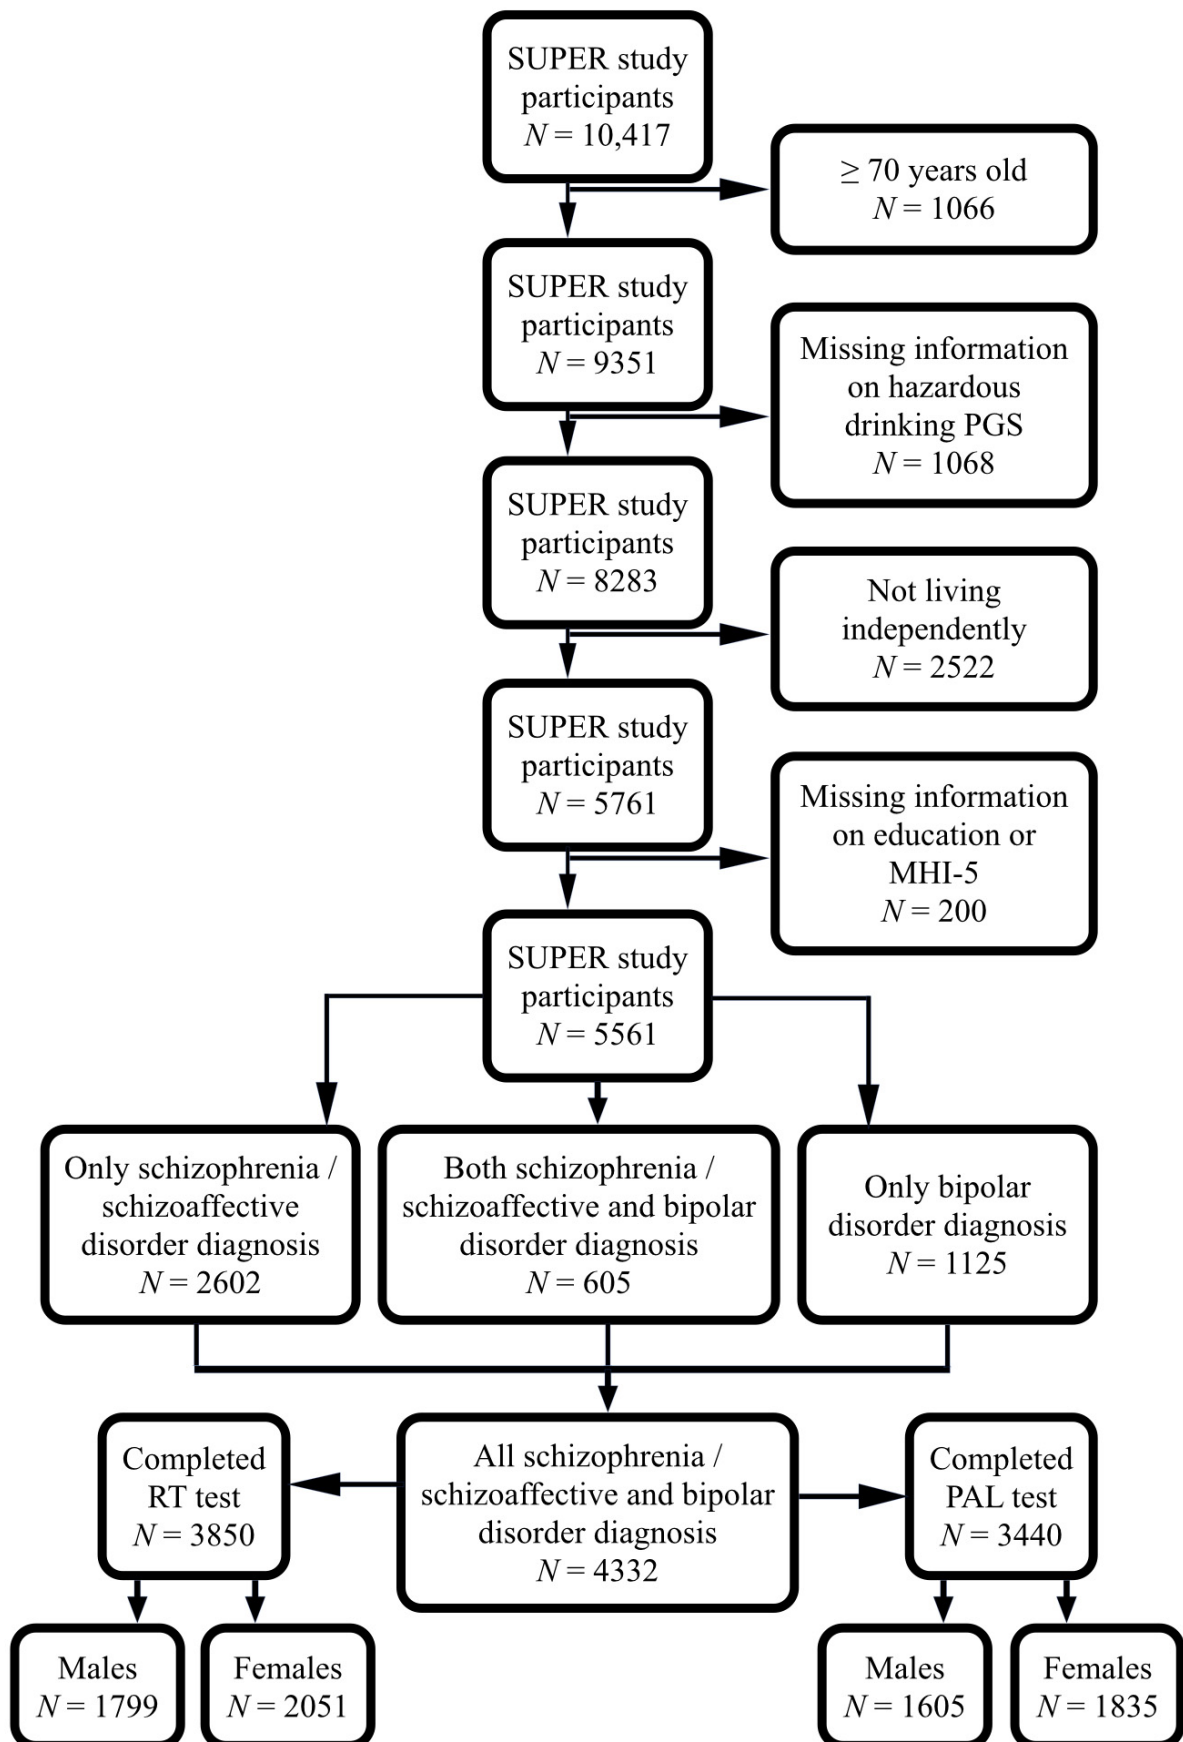 SUPER study
participants
N = 10,417
≥ 70 years old
N = 1066
SUPER study
participants
N = 9351
Missing information
on hazardous
drinking PGS
N = 1068
SUPER study
participants
N = 8283
Not living
independently
N = 2522
SUPER study
participants
N = 5761
Missing information
on education or
MHI-5
N = 200
SUPER study
participants
N = 5561
Only schizophrenia /
schizoaffective
disorder diagnosis
N = 2602
Both schizophrenia /
schizoaffective and bipolar
disorder diagnosis
N = 605
Only bipolar
disorder diagnosis
N = 1125
Completed
RT test
N = 3850
All schizophrenia /
schizoaffective and bipolar
disorder diagnosis
N = 4332
Completed
PAL test
N = 3440
Males
N = 1799
Females
N = 2051
Males
N = 1605
Females
N = 1835